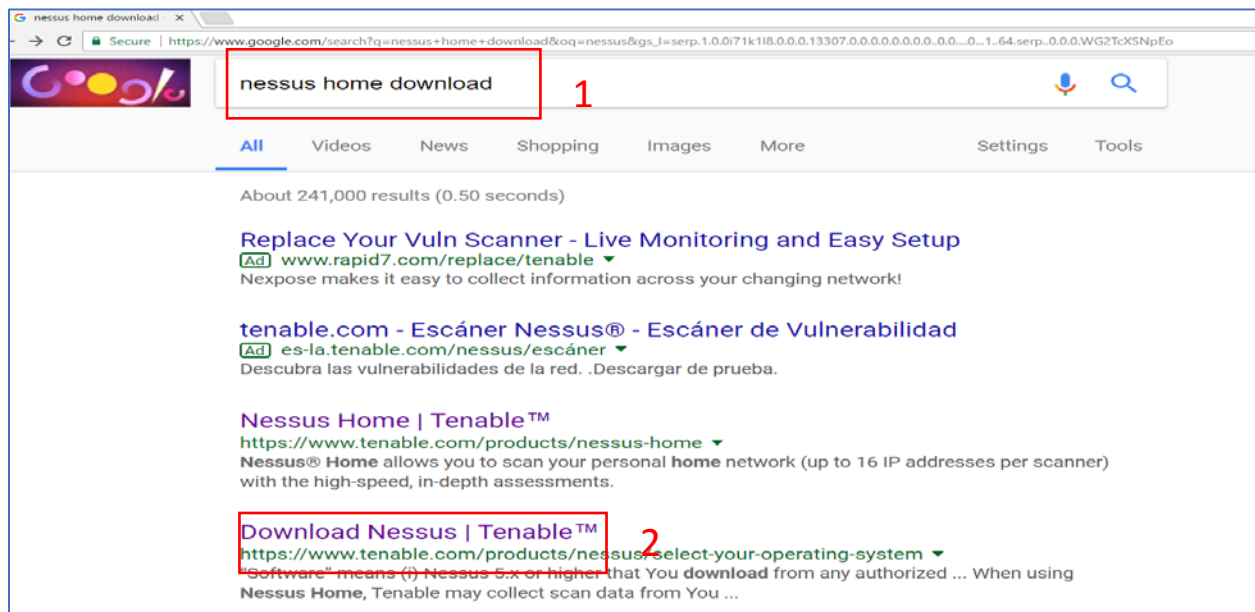 nessus home download
Secure | https://www.google.com/search?q=nessus+home+download&oq=nessus&gs_l=serp.1.0.0i71k1l8.0.0.0.13307.0.0.0.0.0.0.0.0..0.0....0...1..64.serp..0.0.0.WG2TcXSNpEo
Google
nessus home download
1
All Videos News Shopping Images More Settings Tools
About 241,000 results (0.50 seconds)
Replace Your Vuln Scanner - Live Monitoring and Easy Setup
Ad www.rapid7.com/replace/tenable
Nexpose makes it easy to collect information across your changing network!
tenable.com - Escáner Nessus® - Escáner de Vulnerabilidad
Ad es-la.tenable.com/nessus/escáner
Descubra las vulnerabilidades de la red. .Descargar de prueba.
Nessus Home | Tenable™
https://www.tenable.com/products/nessus-home
Nessus® Home allows you to scan your personal home network (up to 16 IP addresses per scanner)
with the high-speed, in-depth assessments.
Download Nessus | Tenable™
2
https://www.tenable.com/products/nessus/select-your-operating-system
“Software” means (i) Nessus 5.x or higher that You download from any authorized ... When using
Nessus Home, Tenable may collect scan data from You ...